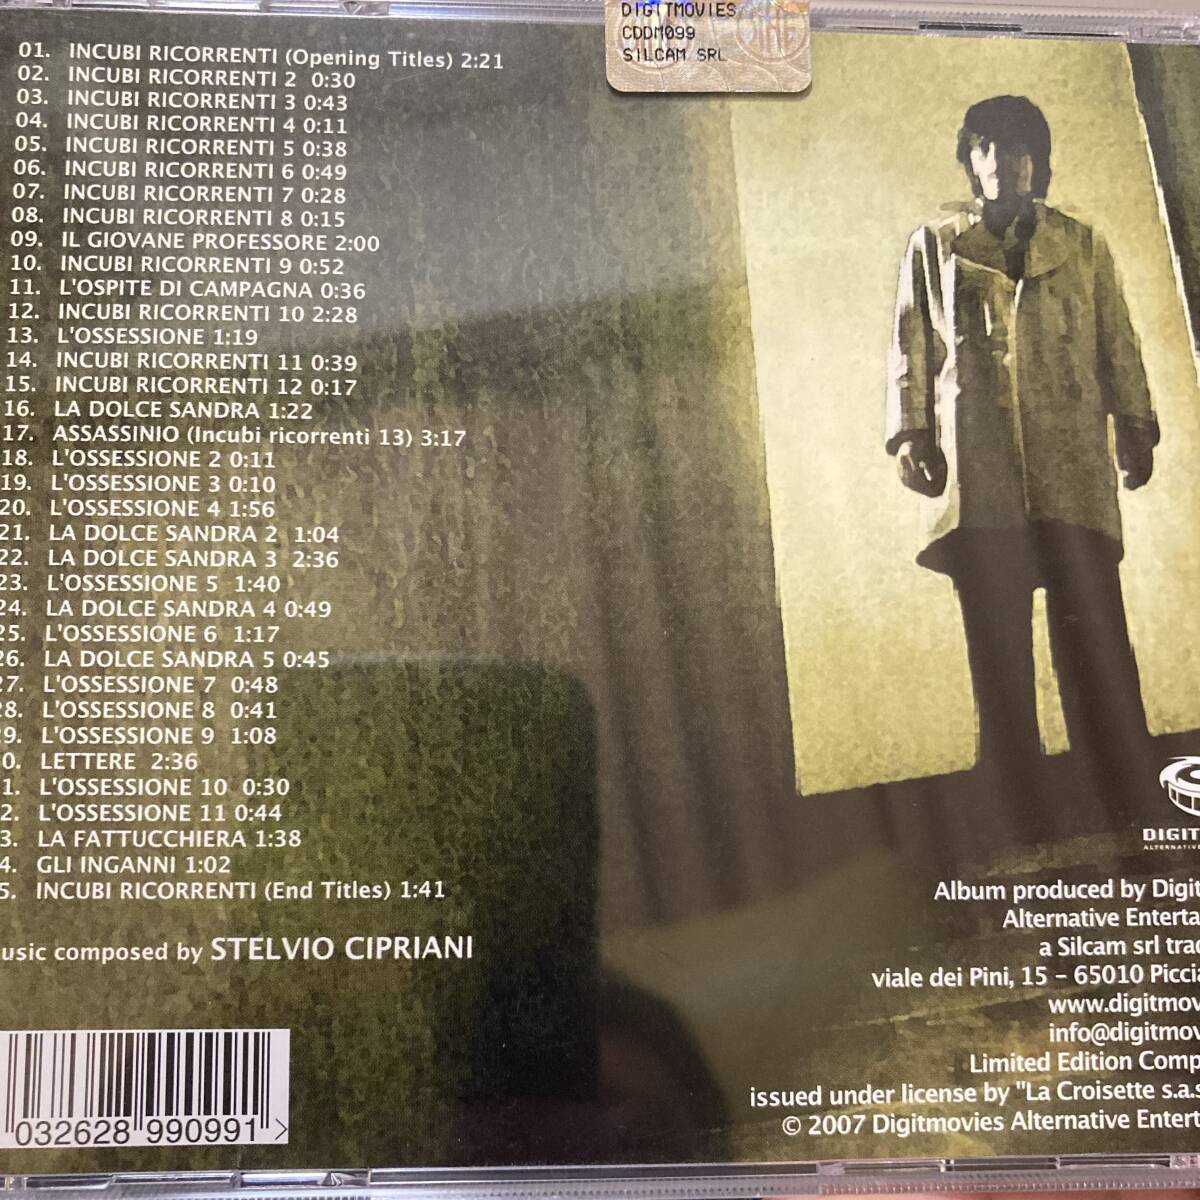 DIGITMOVIES
CDDM099
SILCAM SRL
01. INCUBI RICORRENTI (Opening Titles) 2:21
02. INCUBI RICORRENTI 2 0:30
03. INCUBI RICORRENTI 3 0:43
04. INCUBI RICORRENTI 4 0:11
05. INCUBI RICORRENTI 5 0:38
06. INCUBI RICORRENTI 6 0:49
07. INCUBI RICORRENTI 7 0:28
08. INCUBI RICORRENTI 8 0:15
09. IL GIOVANE PROFESSORE 2:00
10. INCUBI RICORRENTI 9 0:52
11. L'OSPITE DI CAMPAGNA 0:36
12. INCUBI RICORRENTI 10 2:28
13. L'OSSESSIONE 1:19
14. INCUBI RICORRENTI 11 0:39
15. INCUBI RICORRENTI 12 0:17
16. LA DOLCE SANDRA 1:22
17. ASSASSINIO (Incubi ricorrenti 13) 3:17
18. L'OSSESSIONE 2 0:11
19. L'OSSESSIONE 3 0:10
20. L'OSSESSIONE 4 1:56
21. LA DOLCE SANDRA 2 1:04
22. LA DOLCE SANDRA 3 2:36
23. L'OSSESSIONE 5 1:40
24. LA DOLCE SANDRA 4 0:49
25. L'OSSESSIONE 6 1:17
26. LA DOLCE SANDRA 5 0:45
27. L'OSSESSIONE 7 0:48
28. L'OSSESSIONE 8 0:41
29. L'OSSESSIONE 9 1:08
0. LETTERE 2:36
1. L'OSSESSIONE 10 0:30
2. L'OSSESSIONE 11 0:44
3. LA FATTUCCHIERA 1:38
4. GLI INGANNI 1:02
5. INCUBI RICORRENTI (End Titles) 1:41
usic composed by STELVIO CIPRIANI
032628 990991 >
DIGIT
ALTERNATIVE
Album produced by Digit
Alternative Enterta
a Silcam srl trad
viale dei Pini, 15 – 65010 Piccia
www.digitmov
info@digitmov
Limited Edition Comp
issued under license by "La Croisette s.a.s
© 2007 Digitmovies Alternative Entert